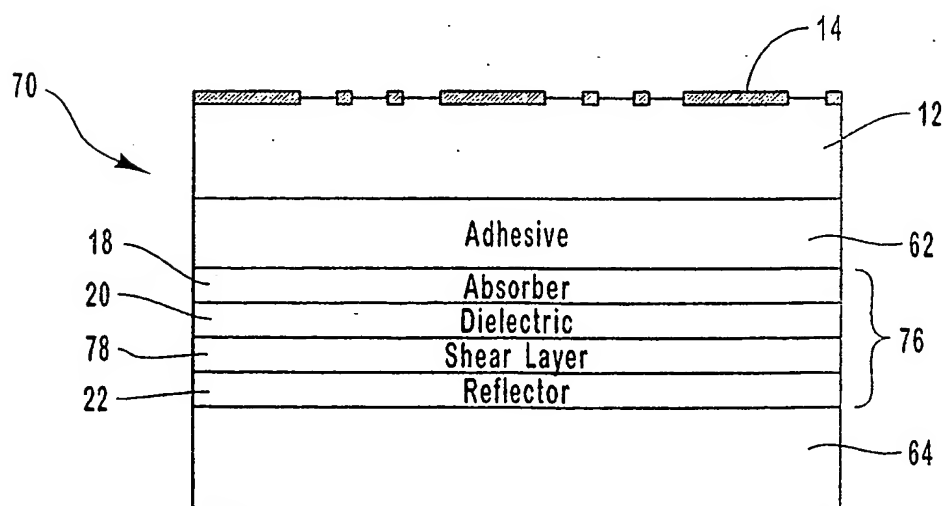 14
70
12
Adhesive
62
18
Absorber
20
Dielectric
76
78
Shear Layer
22
Reflector
64